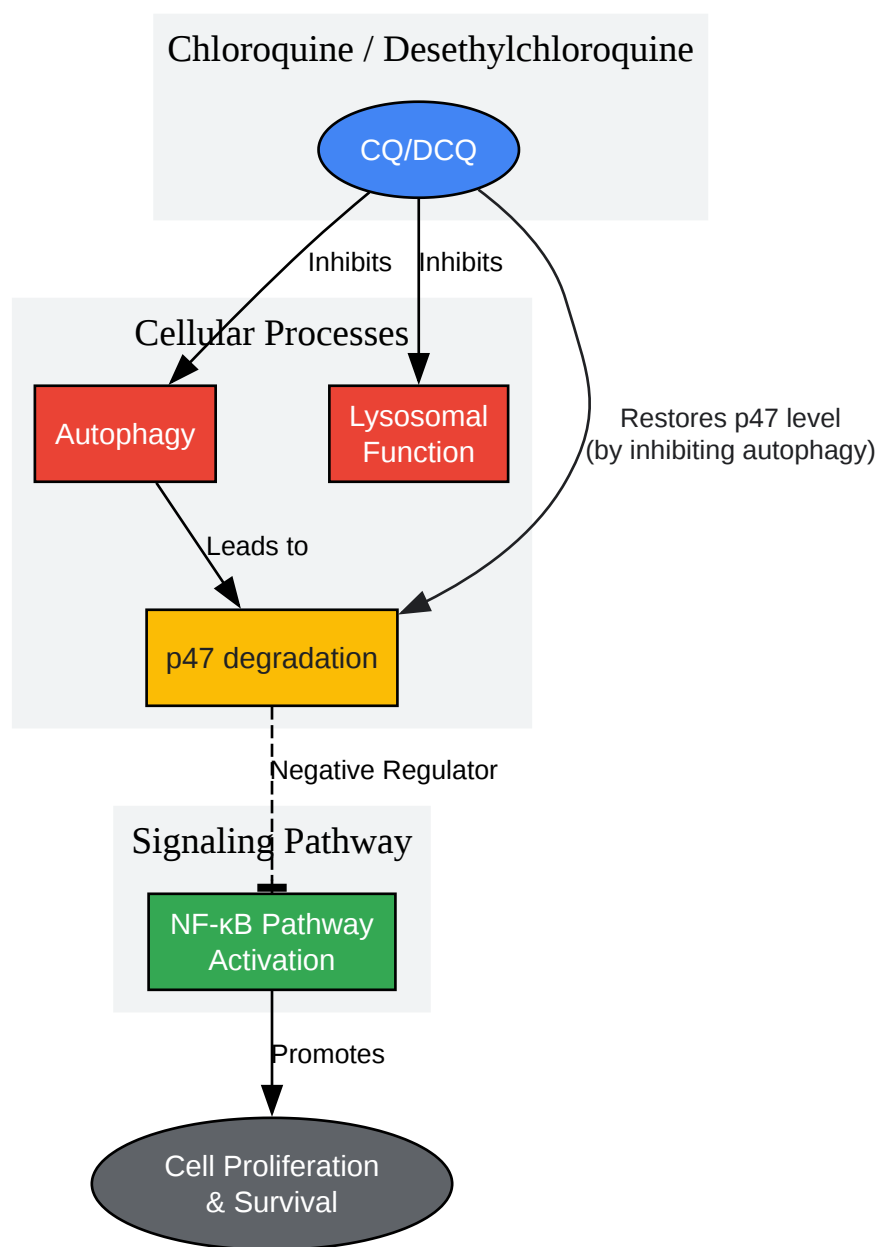 Chloroquine / Desethylchloroquine
CQ/DCQ
Inhibits
Inhibits
Cellular Processes
Autophagy
Lysosomal
Function
Restores p47 level
(by inhibiting autophagy)
Leads to
p47 degradation
Negative Regulator
Signaling Pathway
NF-κB Pathway
Activation
Promotes
Cell Proliferation
& Survival